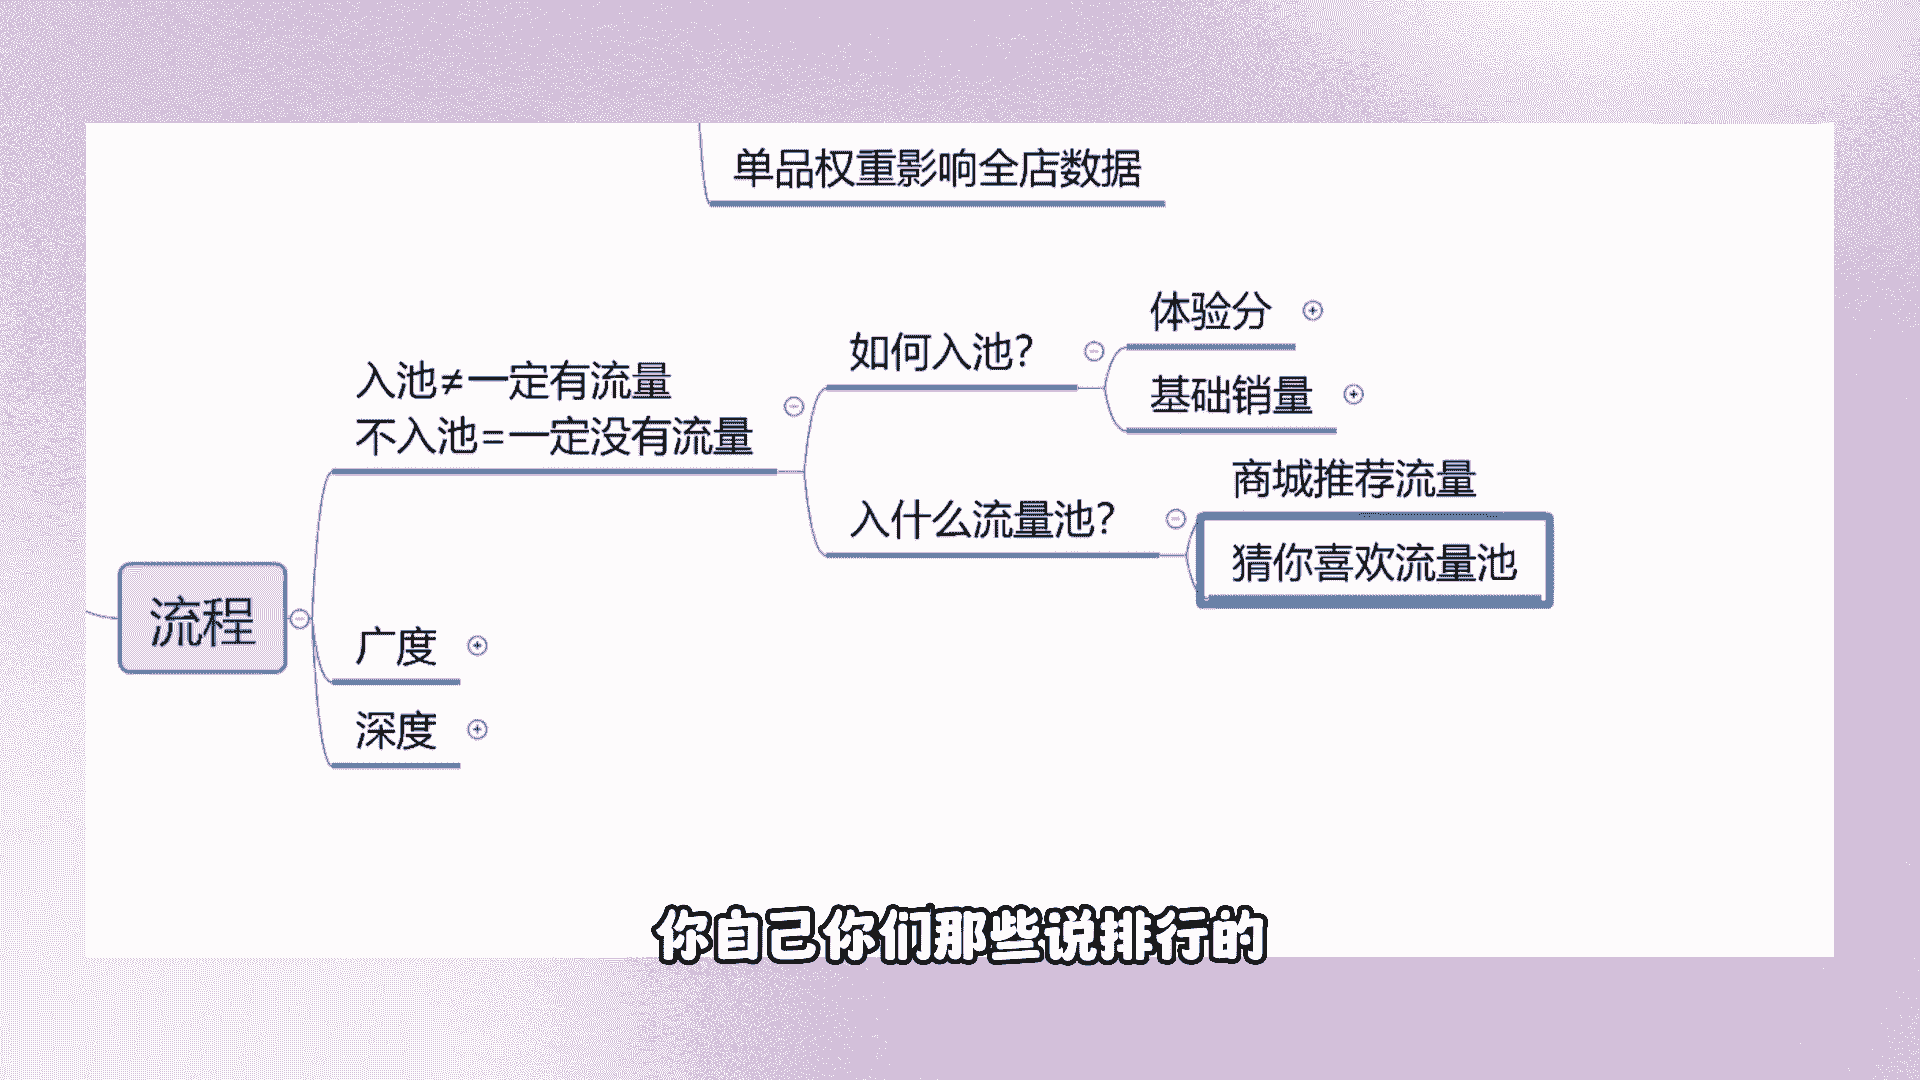 单品权重影响全店数据
体验分
如何入池？
基础销量
入池≠一定有流量
不入池=一定没有流量
商城推荐流量
入什么流量池？
猜你喜欢流量池
流程
广度
深度
你自己你们那些说排行的